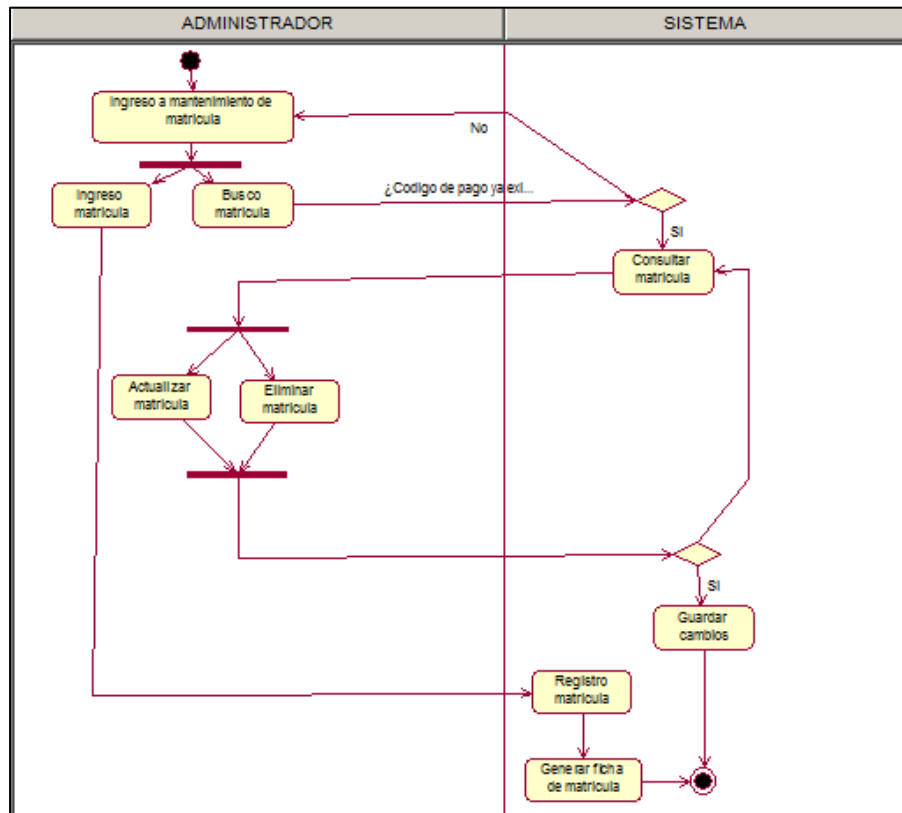 ADMINISTRADOR
SISTEMA
Ingreso a mantenimiento de
matricula
No
Ingreso
matricula
Busco
matricula
¿Codigo de pago ya exi...
SI
Consultar
matricula
Actualizar
matricula
Eliminar
matricula
SI
Guardar
cambios
Registro
matricula
Generar ficha
de matricula